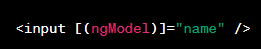 <input [(ngModel)]="name" />